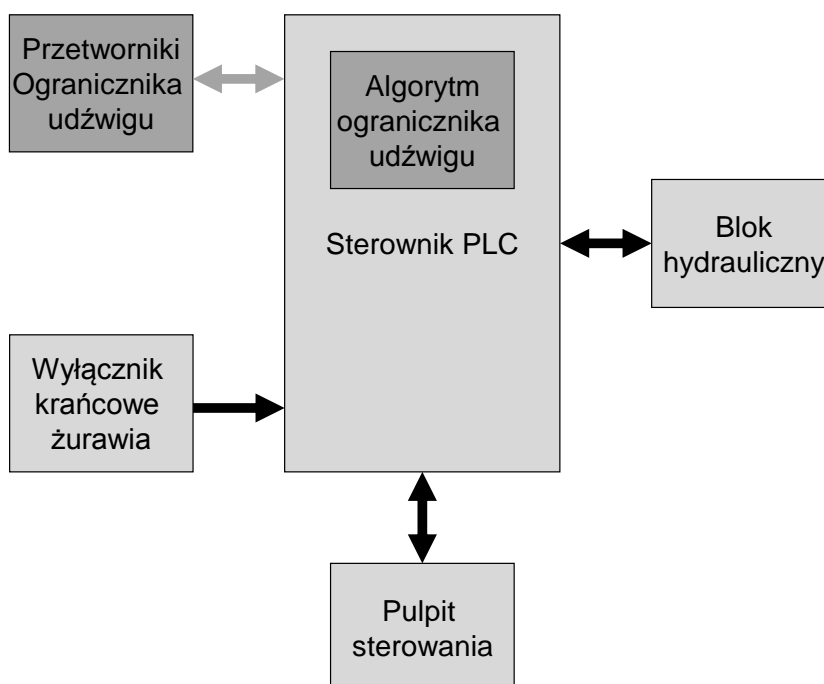 Przetworniki
Ogranicznika
udźwigu
Algorytm
ogranicznika
udźwigu
Sterownik PLC
Blok
hydrauliczny
Wyłącznik
krańcowe
żurawia
Pulpit
sterowania